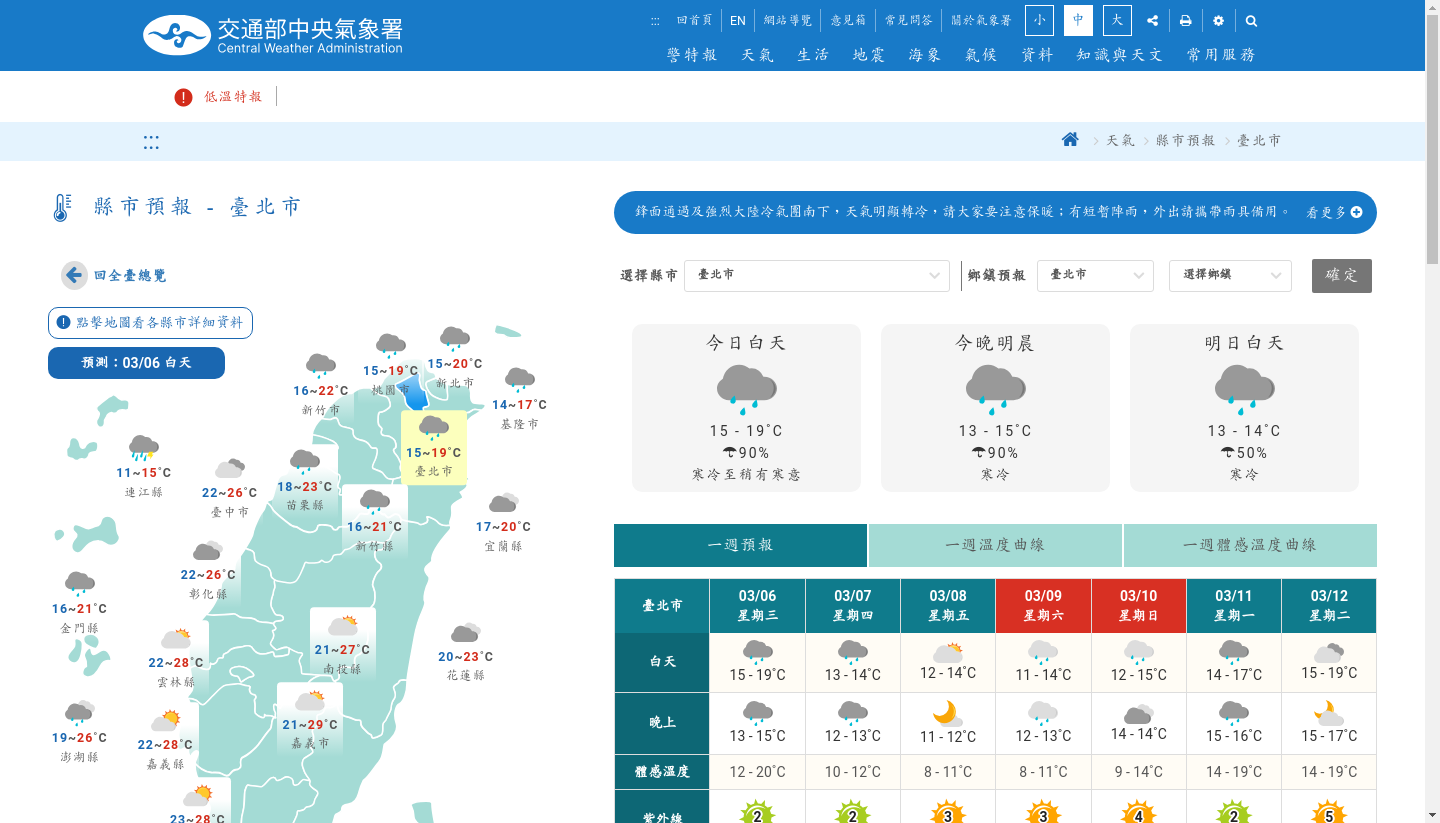 交通部中央氣象署
Central Weather Administration
::: 回首頁 EN 網站導覽 意見箱 常見問答 關於氣象署 小 中 大
警特報 天氣 生活 地震 海象 氣候 資料 知識與天文 常用服務
低溫特報
::: 天氣 縣市預報 臺北市
縣市預報 - 臺北市
回全臺總覽
點擊地圖看各縣市詳細資料
預測：03/06 白天
15~19°C
桃園市
15~20°C
新北市
16~22°C
新竹市
14~17°C
基隆市
15~19°C
臺北市
11~15°C
連江縣
22~26°C
臺中市
18~23°C
苗栗縣
16~21°C
新竹縣
17~20°C
宜蘭縣
22~26°C
彰化縣
16~21°C
金門縣
22~28°C
雲林縣
21~27°C
南投縣
20~23°C
花蓮縣
19~26°C
澎湖縣
22~28°C
嘉義縣
21~29°C
嘉義市
23~28°C
鋒面通過及強烈大陸冷氣團南下，天氣明顯轉冷，請大家要注意保暖；有短暫陣雨，外出請攜帶雨具備用。 看更多
選擇縣市 臺北市 鄉鎮預報 臺北市 選擇鄉鎮 確定
今日白天
15 - 19°C
90%
寒冷至稍有寒意
今晚明晨
13 - 15°C
90%
寒冷
明日白天
13 - 14°C
50%
寒冷
一週預報 一週溫度曲線 一週體感溫度曲線
臺北市 03/06 星期三 03/07 星期四 03/08 星期五 03/09 星期六 03/10 星期日 03/11 星期一 03/12 星期二
白天 15 - 19°C 13 - 14°C 12 - 14°C 11 - 14°C 12 - 15°C 14 - 17°C 15 - 19°C
晚上 13 - 15°C 12 - 13°C 11 - 12°C 12 - 13°C 14 - 14°C 15 - 16°C 15 - 17°C
體感溫度 12 - 20°C 10 - 12°C 8 - 11°C 8 - 11°C 9 - 14°C 14 - 19°C 14 - 19°C
紫外線 2 2 3 3 4 2 5